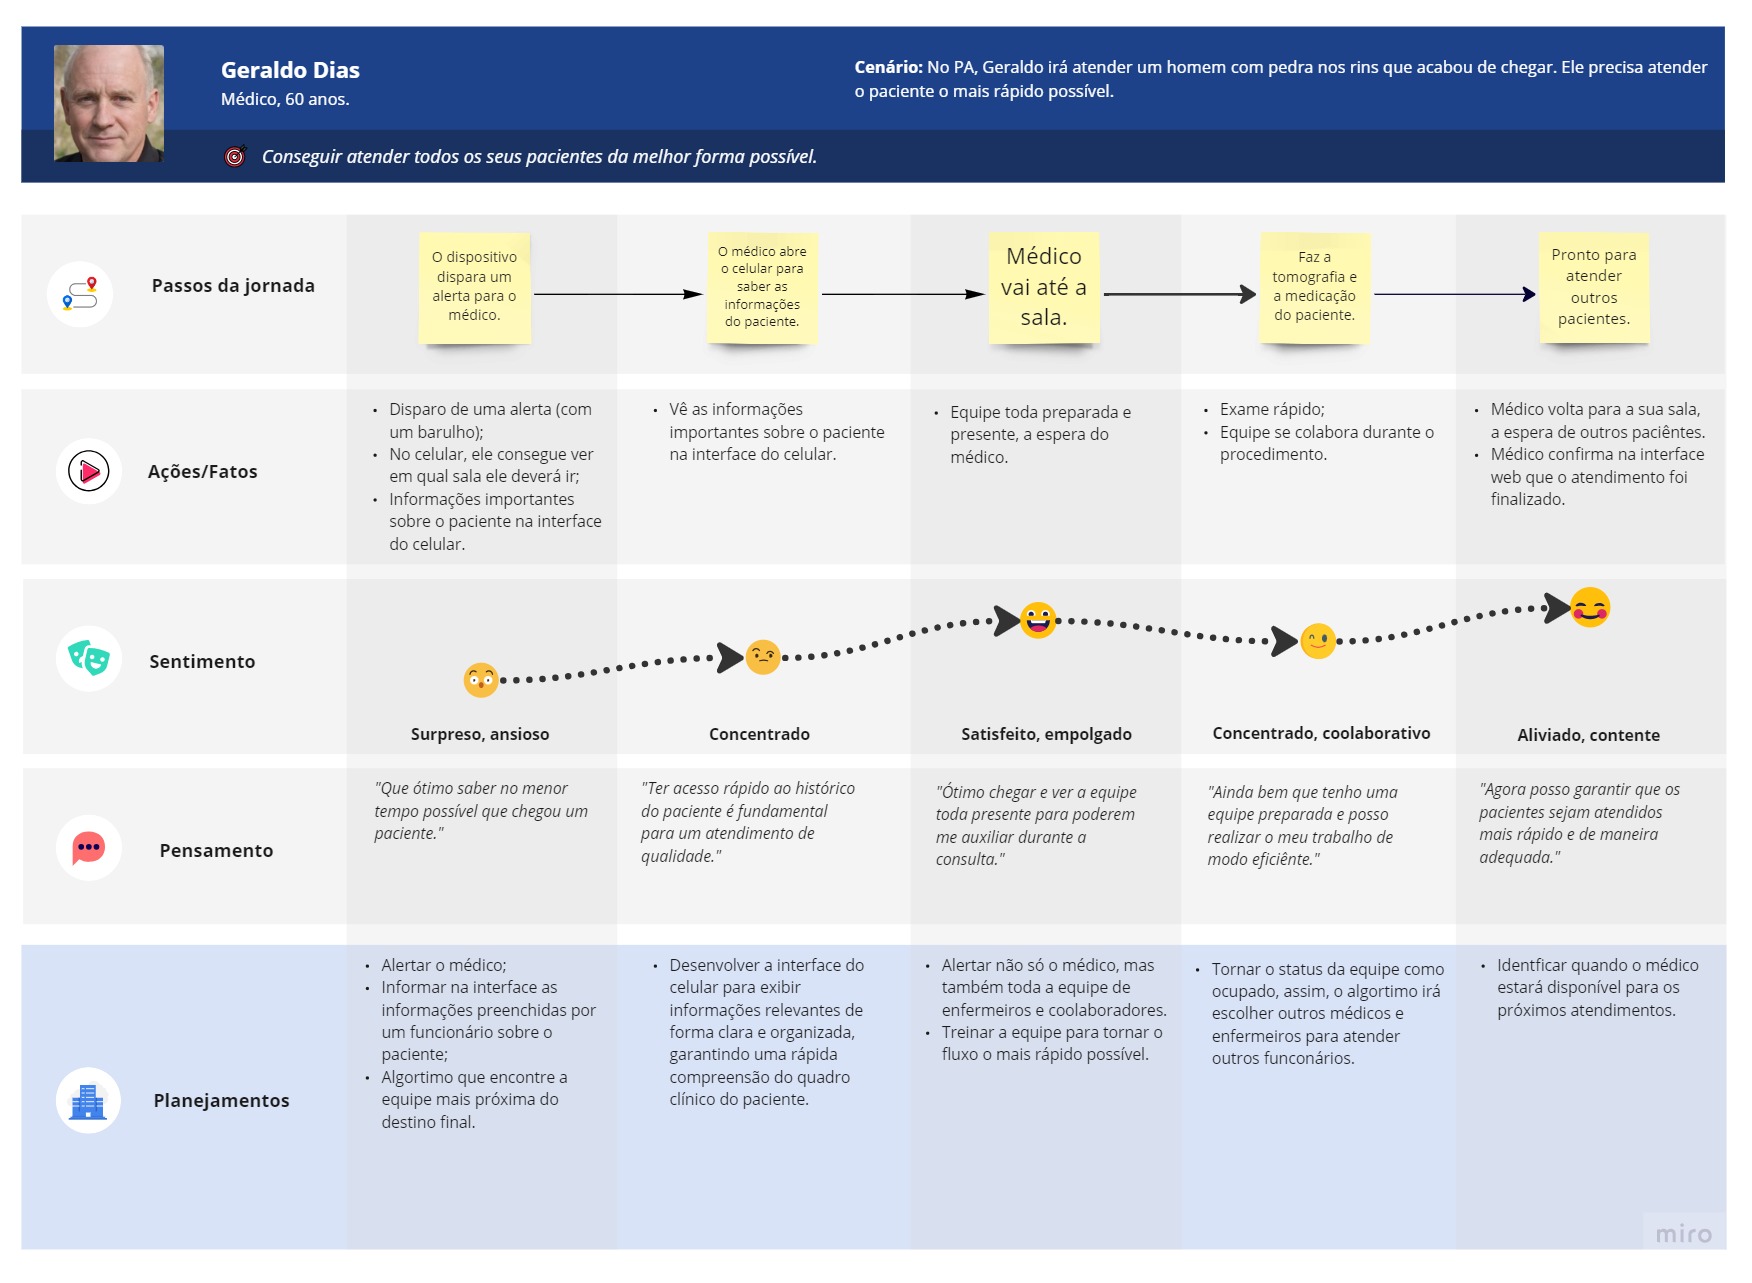 Geraldo Dias
Médico, 60 anos.
Cenário: No PA, Geraldo irá atender um homem com pedra nos rins que acabou de chegar. Ele precisa atender
o paciente o mais rápido possível.
Conseguir atender todos os seus pacientes da melhor forma possível.
Passos da jornada
O dispositivo
dispara um
alerta para o
médico.
O médico abre
o celular para
saber as
informações
do paciente.
Médico
vai até a
sala.
Faz a
tomografia e
a medicação
do paciente.
Pronto para
atender
outros
pacientes.
Ações/Fatos
• Disparo de uma alerta (com
um barulho);
• No celular, ele consegue ver
em qual sala ele deverá ir;
• Informações importantes
sobre o paciente na interface
do celular.
• Vê as informações
importantes sobre o paciente
na interface do celular.
• Equipe toda preparada e
presente, a espera do
médico.
• Exame rápido;
• Equipe se colabora durante o
procedimento.
• Médico volta para a sua sala,
a espera de outros paciêntes.
• Médico confirma na interface
web que o atendimento foi
finalizado.
Sentimento
Surpreso, ansioso
Concentrado
Satisfeito, empolgado
Concentrado, coolaborativo
Aliviado, contente
Pensamento
"Que ótimo saber no menor
tempo possível que chegou um
paciente."
"Ter acesso rápido ao histórico
do paciente é fundamental
para um atendimento de
qualidade."
"Ótimo chegar e ver a equipe
toda presente para poderem
me auxiliar durante a
consulta."
"Ainda bem que tenho uma
equipe preparada e posso
realizar o meu trabalho de
modo eficiênte."
"Agora posso garantir que os
pacientes sejam atendidos
mais rápido e de maneira
adequada."
Planejamentos
• Alertar o médico;
• Informar na interface as
informações preenchidas por
um funcionário sobre o
paciente;
• Algortimo que encontre a
equipe mais próxima do
destino final.
• Desenvolver a interface do
celular para exibir
informações relevantes de
forma clara e organizada,
garantindo uma rápida
compreensão do quadro
clínico do paciente.
• Alertar não só o médico, mas
também toda a equipe de
enfermeiros e coolaboradores.
• Treinar a equipe para tornar o
fluxo o mais rápido possível.
• Tornar o status da equipe como
ocupado, assim, o algortimo irá
escolher outros médicos e
enfermeiros para atender
outros funconários.
• Identficar quando o médico
estará disponível para os
próximos atendimentos.
miro